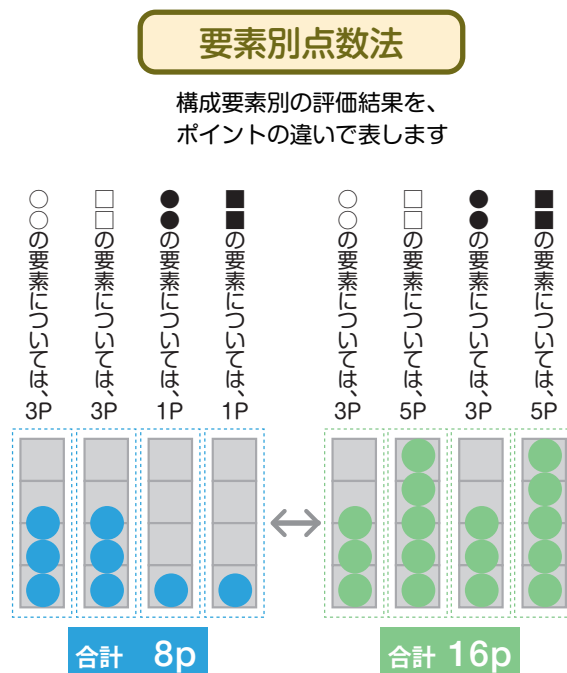 要素別点数法
構成要素別の評価結果を、
ポイントの違いで表します
○○の要素については、3P
□□の要素については、3P
●●の要素については、1P
■■の要素については、1P
○○の要素については、3P
□□の要素については、5P
●●の要素については、3P
■■の要素については、5P
合計 8p
合計 16p